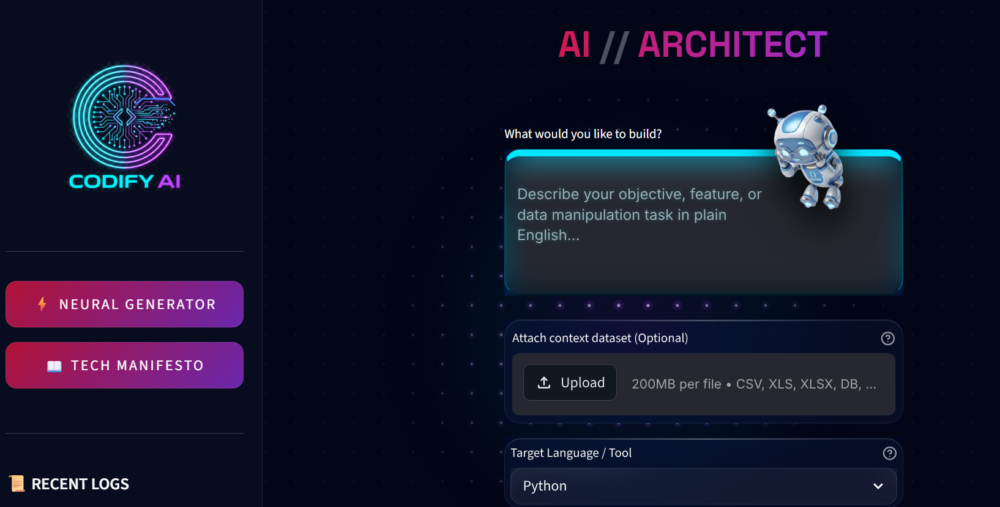 CODIFY AI
⚡ NEURAL GENERATOR
📖 TECH MANIFESTO
📜 RECENT LOGS
AI // ARCHITECT
What would you like to build?
Describe your objective, feature, or
data manipulation task in plain
English...
Attach context dataset (Optional)
Upload
200MB per file • CSV, XLS, XLSX, DB, ...
Target Language / Tool
Python